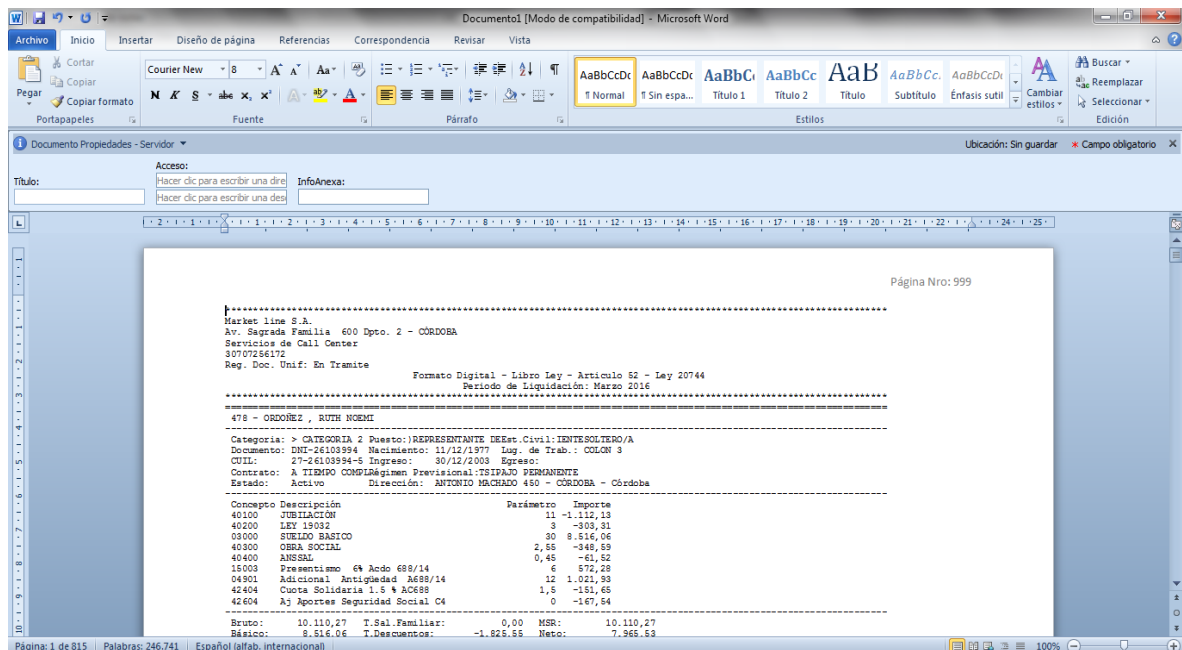 Documento1 [Modo de compatibilidad] - Microsoft Word
Archivo Inicio Insertar Diseño de página Referencias Correspondencia Revisar Vista
Pegar
Cortar
Copiar
Copiar formato
Portapapeles
Courier New 8
Fuente
Párrafo
AaBbCcDc AaBbCcDc AaBbC AaBbCc AaB AaBbCc. AaBbCcDc
¶ Normal ¶ Sin espa... Título 1 Título 2 Título Subtítulo Énfasis sutil
Estilos
Cambiar estilos
Buscar
Reemplazar
Seleccionar
Edición
Documento Propiedades - Servidor
Ubicación: Sin guardar * Campo obligatorio
Título:
Acceso:
Hacer clic para escribir una dire
Hacer clic para escribir una des
InfoAnexa:
Página Nro: 999
Market line S.A.
Av. Sagrada Familia 600 Dpto. 2 - CÓRDOBA
Servicios de Call Center
30707256172
Reg. Doc. Unif: En Tramite
Formato Digital - Libro Ley - Articulo 52 - Ley 20744
Periodo de Liquidación: Marzo 2016
478 - ORDOÑEZ , RUTH NOEMI
Categoria: > CATEGORIA 2 Puesto:)REPRESENTANTE DEEst.Civil:IENTESOLTERO/A
Documento: DNI-26103994 Nacimiento: 11/12/1977 Lug. de Trab.: COLON 3
CUIL: 27-26103994-5 Ingreso: 30/12/2003 Egreso:
Contrato: A TIEMPO COMPLRégimen Previsional:TSIPAJO PERMANENTE
Estado: Activo Dirección: ANTONIO MACHADO 450 - CÓRDOBA - Córdoba
Concepto Descripción Parámetro Importe
40100 JUBILACIÓN 11 -1.112,13
40200 LEY 19032 3 -303,31
03000 SUELDO BASICO 30 8.516,06
40300 OBRA SOCIAL 2,55 -348,59
40400 ANSSAL 0,45 -61,52
15003 Presentismo 6% Acdo 688/14 6 572,28
04901 Adicional Antigüedad A688/14 12 1.021,93
42404 Cuota Solidaria 1.5 % AC688 1,5 -151,65
42604 Aj Aportes Seguridad Social C4 0 -167,54
Bruto: 10.110,27 T.Sal.Familiar: 0,00 MSR: 10.110,27
Básico: 8.516,06 T.Descuentos: -1.825,55 Neto: 7.965,53
Página: 1 de 815 Palabras: 246.741 Español (alfab. internacional) 100%